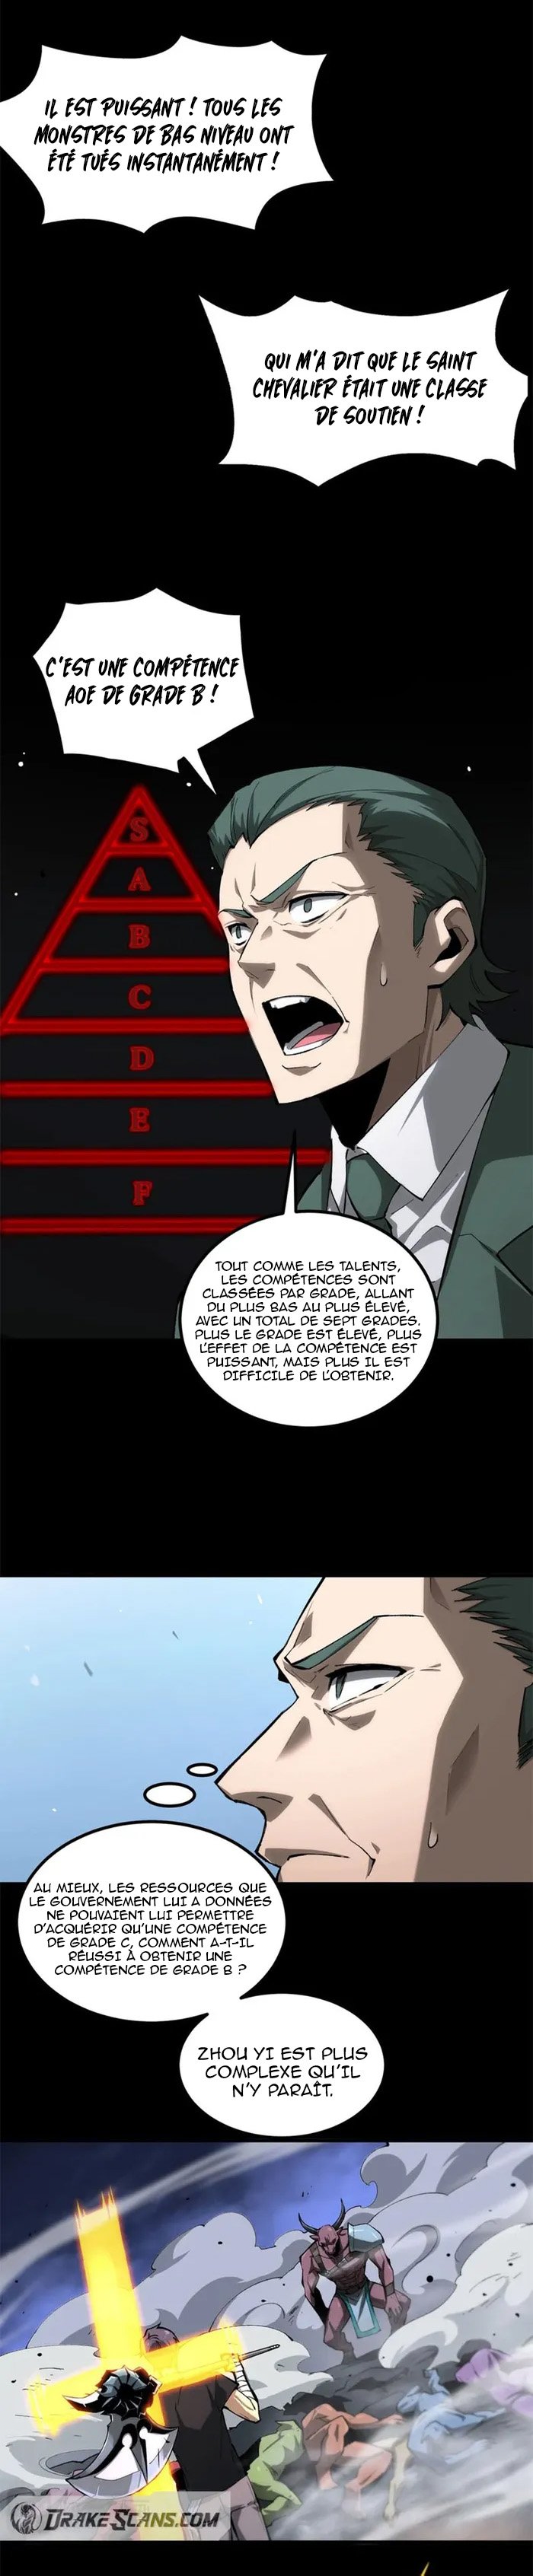 IL EST PUISSANT ! TOUS LES
MONSTRES DE BAS NIVEAU ONT
ÉTÉ TUÉS INSTANTANÉMENT !
QUI M'A DIT QUE LE SAINT
CHEVALIER ÉTAIT UNE CLASSE
DE SOUTIEN !
C'EST UNE COMPÉTENCE
AOE DE GRADE B !
S
A
B
C
D
E
F
TOUT COMME LES TALENTS,
LES COMPÉTENCES SONT
CLASSÉES PAR GRADE, ALLANT
DU PLUS BAS AU PLUS ÉLEVÉ,
AVEC UN TOTAL DE SEPT GRADES.
PLUS LE GRADE EST ÉLEVÉ, PLUS
L'EFFET DE LA COMPÉTENCE EST
PUISSANT, MAIS PLUS IL EST
DIFFICILE DE L'OBTENIR.
AU MIEUX, LES RESSOURCES QUE
LE GOUVERNEMENT LUI A DONNÉES
NE POUVAIENT LUI PERMETTRE
D'ACQUÉRIR QU'UNE COMPÉTENCE
DE GRADE C, COMMENT A-T-IL
RÉUSSI À OBTENIR UNE
COMPÉTENCE DE GRADE B ?
ZHOU YI EST PLUS
COMPLEXE QU'IL
N'Y PARAÎT.
DRAKESCANS.COM